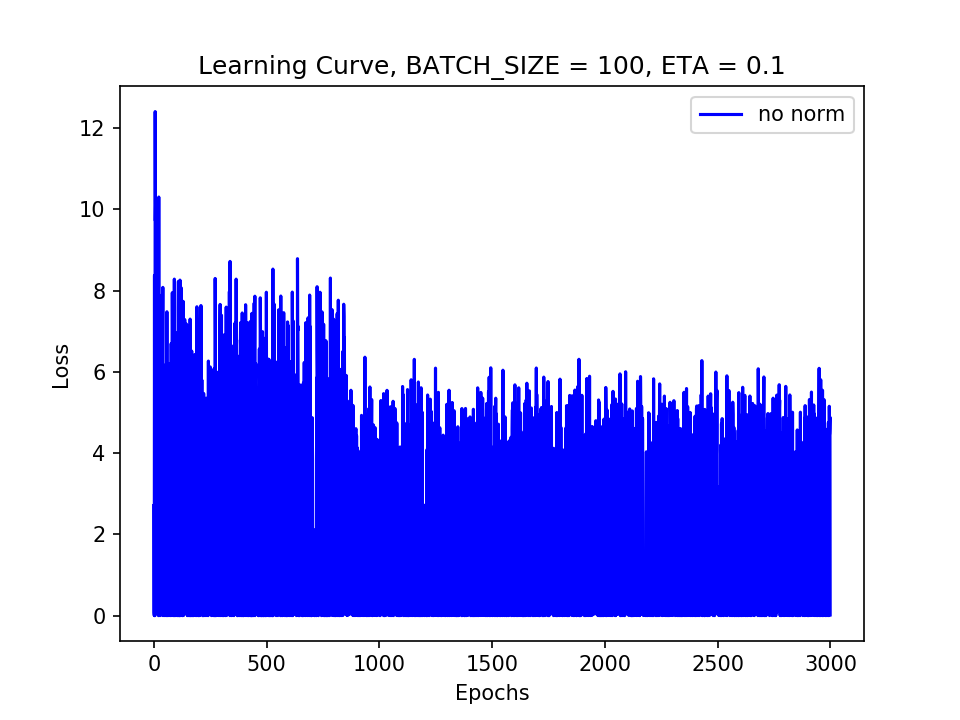 Learning Curve, BATCH_SIZE = 100, ETA = 0.1
no norm
12
10
8
6
4
2
0
Loss
0 500 1000 1500 2000 2500 3000
Epochs